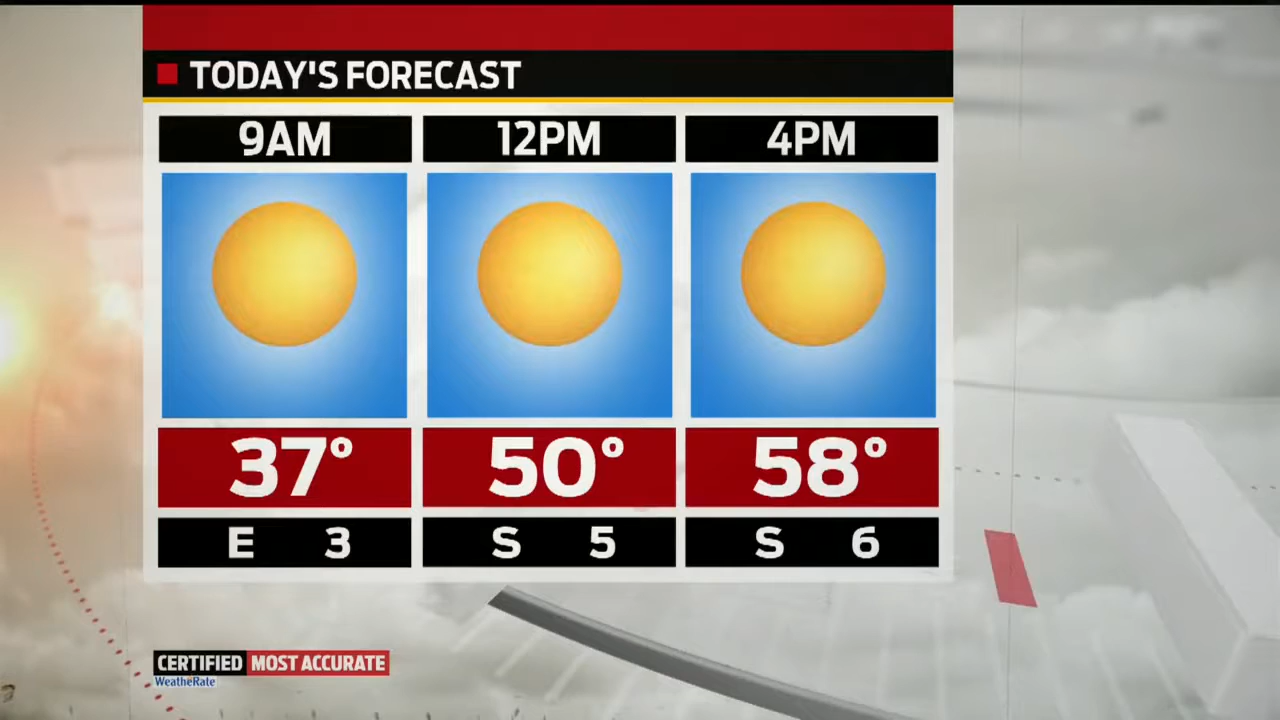 TODAY'S FORECAST
9AM 12PM 4PM
37° 50° 58°
E 3 S 5 S 6
CERTIFIED MOST ACCURATE
WeatheRate